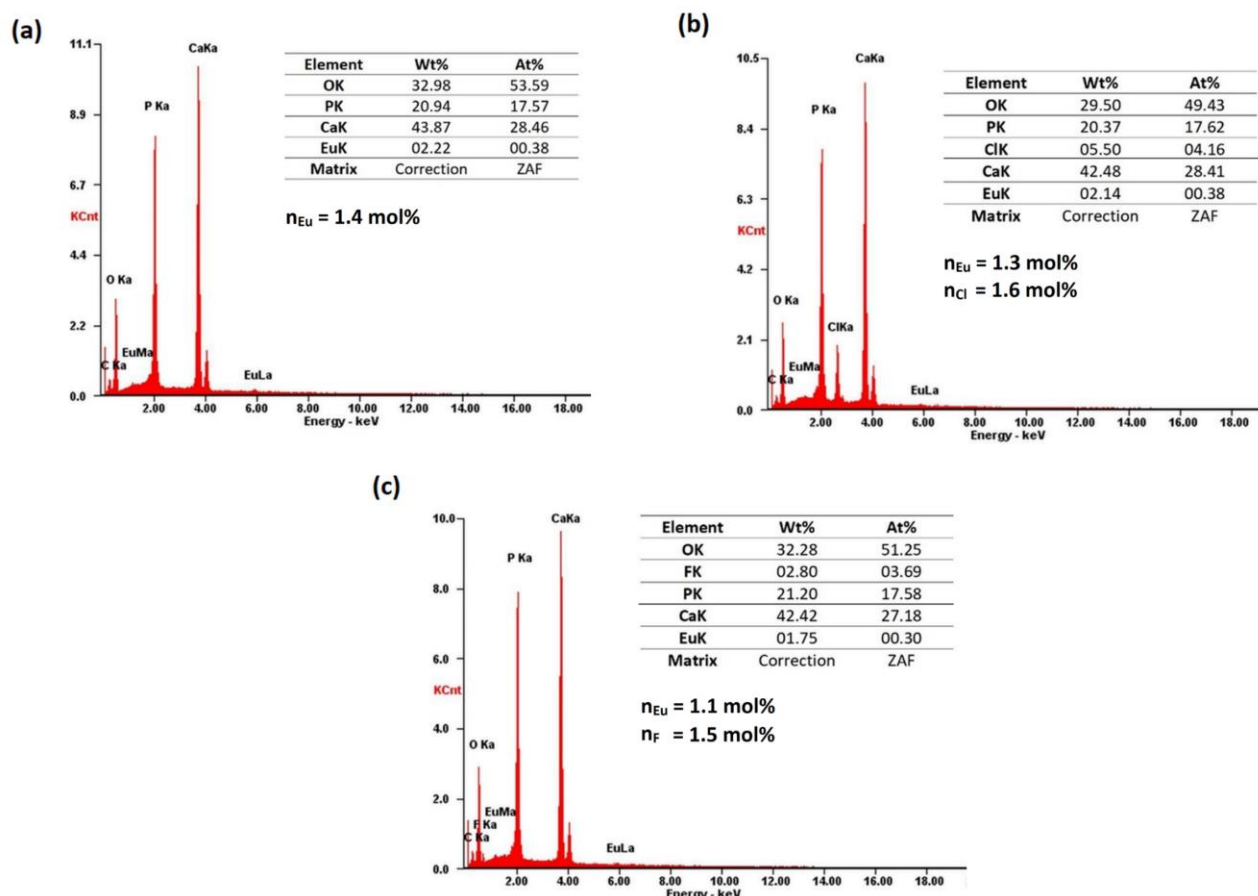 (a)
11.1
8.9
6.7
KCnt
4.4
2.2
0.0
CaKa
P Ka
O Ka
EuMa
C Ka
EuLa
2.00 4.00 6.00 8.00 10.00 12.00 14.00 16.00 18.00
Energy - keV
Element Wt% At%
OK 32.98 53.59
PK 20.94 17.57
CaK 43.87 28.46
EuK 02.22 00.38
Matrix Correction ZAF
nEu = 1.4 mol%
(b)
10.5
8.4
6.3
KCnt
4.2
2.1
0.0
CaKa
P Ka
O Ka
ClKa
EuMa
C Ka
EuLa
2.00 4.00 6.00 8.00 10.00 12.00 14.00 16.00 18.00
Energy - keV
Element Wt% At%
OK 29.50 49.43
PK 20.37 17.62
ClK 05.50 04.16
CaK 42.48 28.41
EuK 02.14 00.38
Matrix Correction ZAF
nEu = 1.3 mol%
nCl = 1.6 mol%
(c)
10.0
8.0
6.0
KCnt
4.0
2.0
0.0
CaKa
P Ka
O Ka
EuMa
F Ka
C Ka
EuLa
2.00 4.00 6.00 8.00 10.00 12.00 14.00 16.00 18.00
Energy - keV
Element Wt% At%
OK 32.28 51.25
FK 02.80 03.69
PK 21.20 17.58
CaK 42.42 27.18
EuK 01.75 00.30
Matrix Correction ZAF
nEu = 1.1 mol%
nF = 1.5 mol%